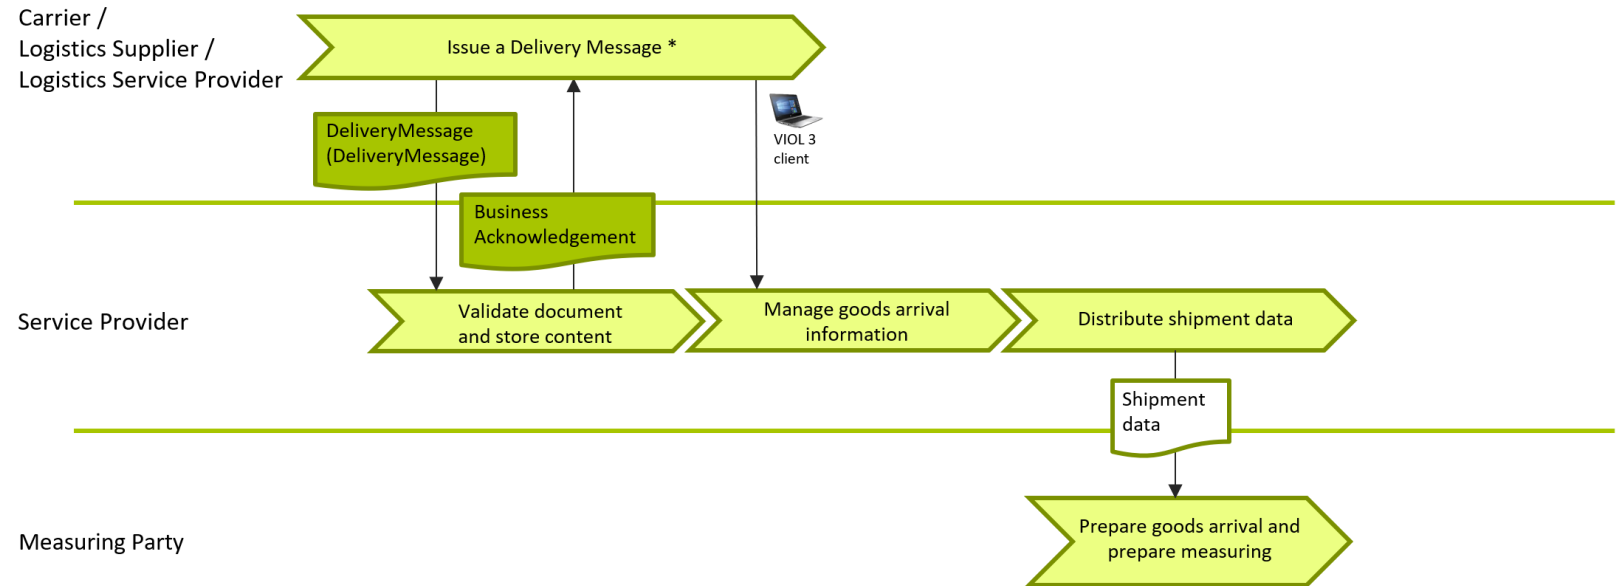 Carrier /
Logistics Supplier /
Logistics Service Provider
Issue a Delivery Message *
DeliveryMessage
(DeliveryMessage)
VIOL 3
client
Business
Acknowledgement
Service Provider
Validate document
and store content
Manage goods arrival
information
Distribute shipment data
Shipment
data
Measuring Party
Prepare goods arrival and
prepare measuring